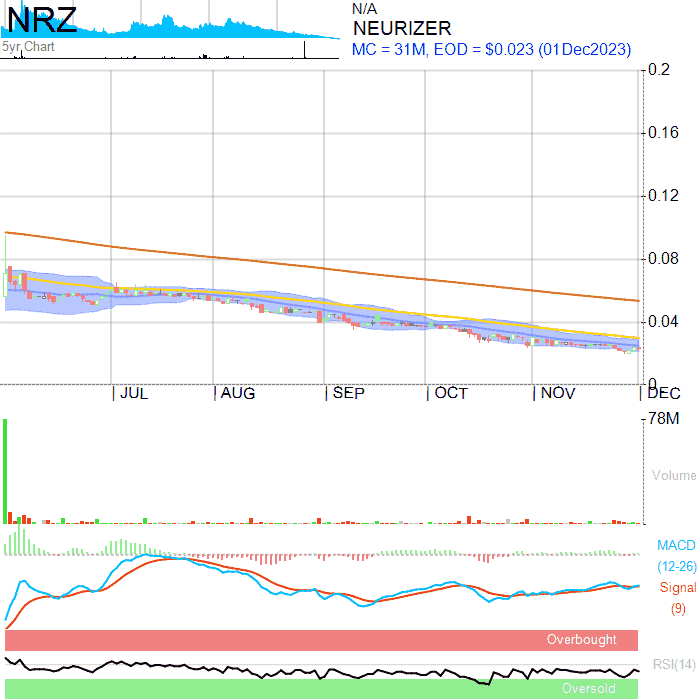 NRZ
5yr Chart
N/A
NEURIZER
MC = 31M, EOD = $0.023 (01Dec2023)
0.2
0.16
0.12
0.08
0.04
0
JUL AUG SEP OCT NOV DEC
78M
Volume
MACD
(12-26)
Signal
(9)
Overbought
RSI(14)
Oversold